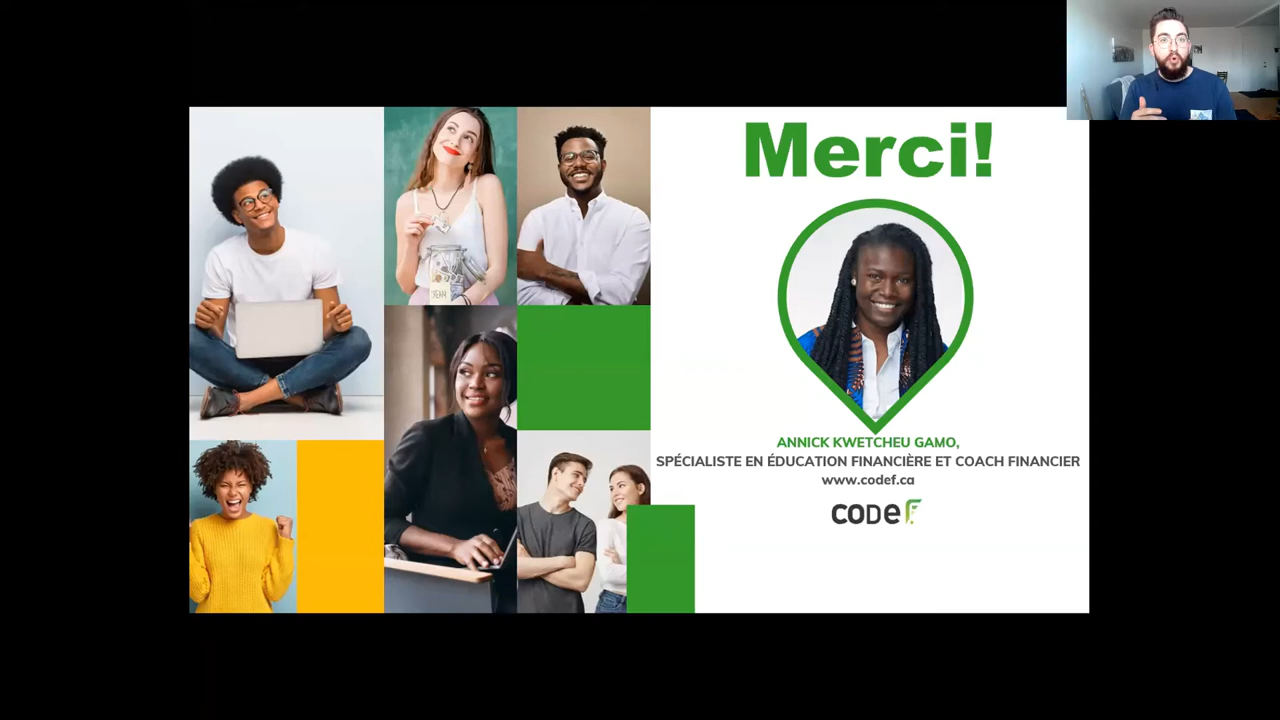 Merci!
ANNICK KWETCHEU GAMO,
SPÉCIALISTE EN ÉDUCATION FINANCIÈRE ET COACH FINANCIER
www.codef.ca
CODeF